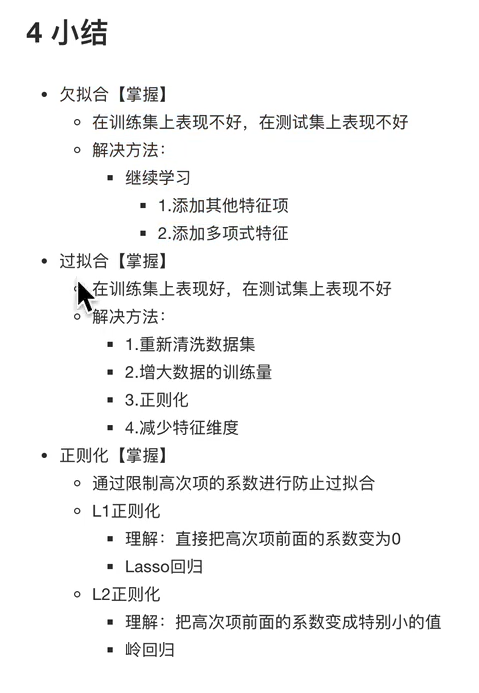 4 小结
欠拟合【掌握】
在训练集上表现不好，在测试集上表现不好
解决方法：
继续学习
1.添加其他特征项
2.添加多项式特征
过拟合【掌握】
在训练集上表现好，在测试集上表现不好
解决方法：
1.重新清洗数据集
2.增大数据的训练量
3.正则化
4.减少特征维度
正则化【掌握】
通过限制高次项的系数进行防止过拟合
L1正则化
理解：直接把高次项前面的系数变为0
Lasso回归
L2正则化
理解：把高次项前面的系数变成特别小的值
岭回归